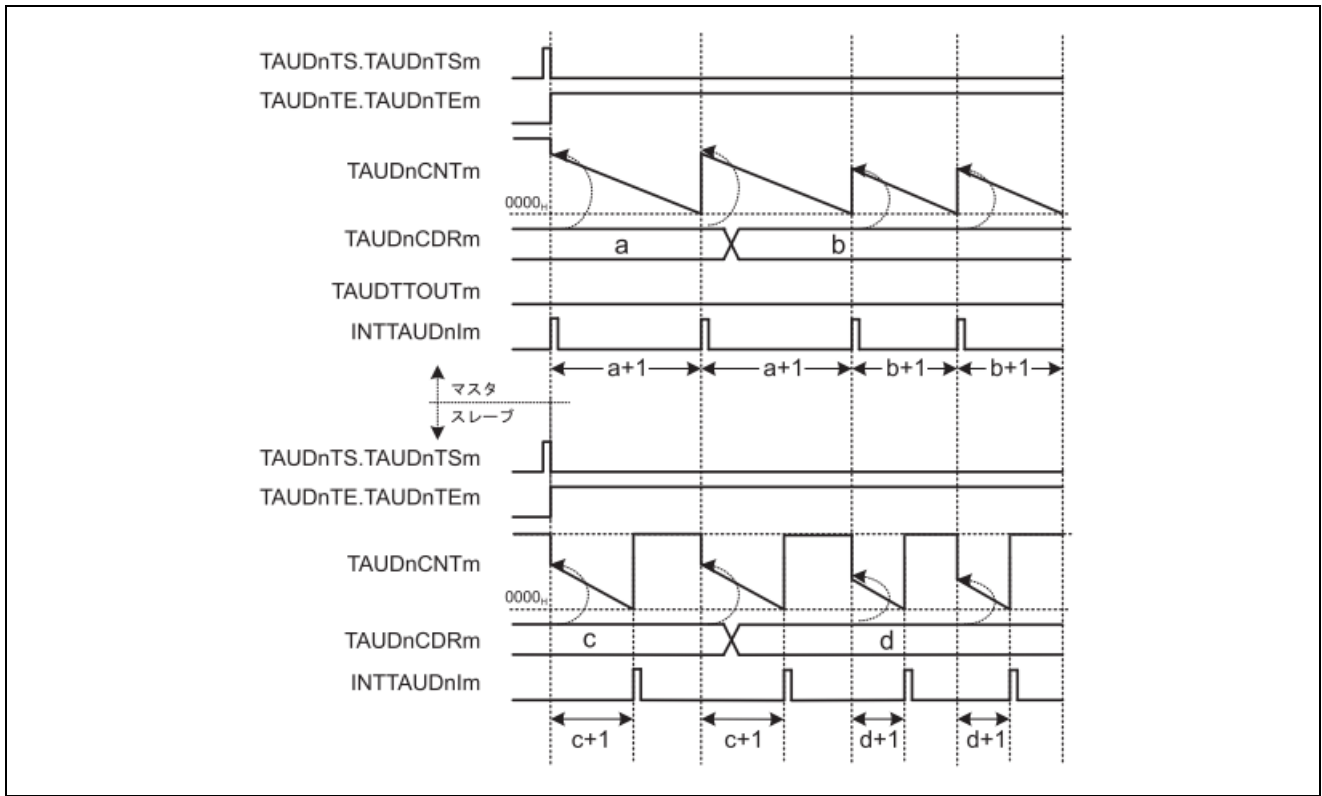 TAUDnTS.TAUDnTSm
TAUDnTE.TAUDnTEm
TAUDnCNTm
0000H
TAUDnCDRm
a
b
TAUDTTOUTm
INTTAUDnIm
a+1
a+1
b+1
b+1
マスタ
スレーブ
TAUDnTS.TAUDnTSm
TAUDnTE.TAUDnTEm
TAUDnCNTm
0000H
TAUDnCDRm
c
d
INTTAUDnIm
c+1
c+1
d+1
d+1